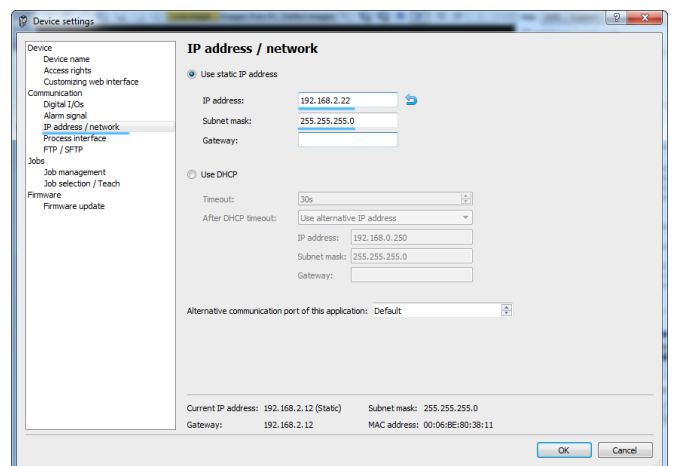 Device settings
Device
Device name
Access rights
Customizing web interface
Communication
Digital I/Os
Alarm signal
IP address / network
Process interface
FTP / SFTP
Jobs
Job management
Job selection / Teach
Firmware
Firmware update
IP address / network
Use static IP address
IP address: 192.168.2.22
Subnet mask: 255.255.255.0
Gateway:
Use DHCP
Timeout: 30s
After DHCP timeout: Use alternative IP address
IP address: 192.168.0.250
Subnet mask: 255.255.255.0
Gateway:
Alternative communication port of this application: Default
Current IP address: 192.168.2.12 (Static) Subnet mask: 255.255.255.0
Gateway: 192.168.2.12 MAC address: 00:06:BE:80:38:11
OK Cancel